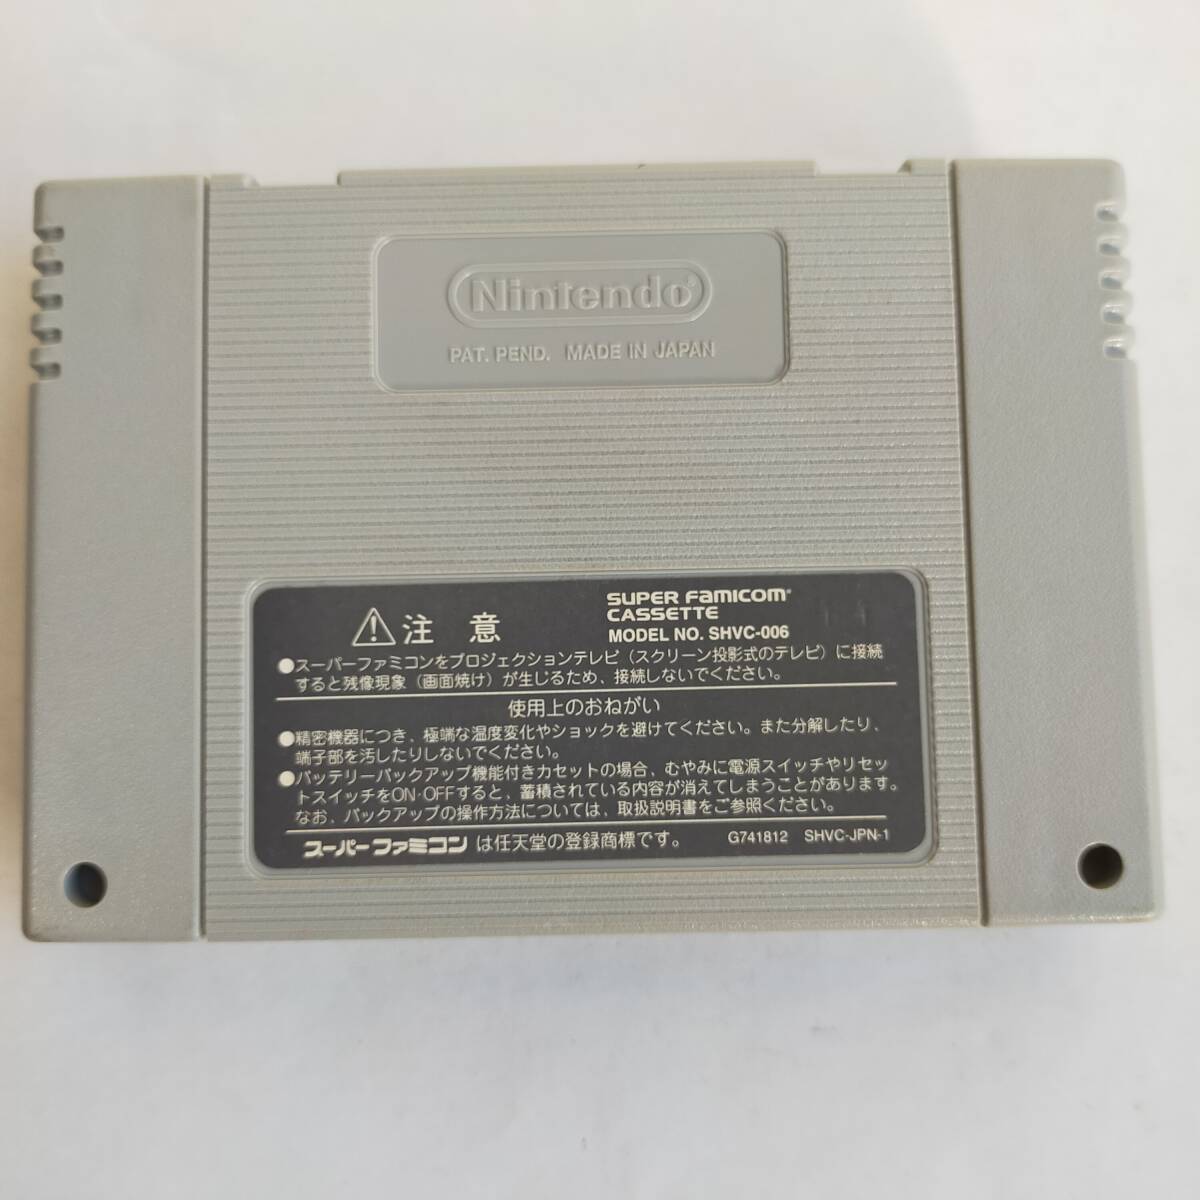 Nintendo®
PAT. PEND. MADE IN JAPAN
注 意
SUPER FAMICOM®
CASSETTE
MODEL NO. SHVC-006
●スーパーファミコンをプロジェクションテレビ(スクリーン投影式のテレビ)に接続
すると残像現象(画面焼け)が生じるため、接続しないでください。
使用上のおねがい
●精密機器につき、極端な温度変化やショックを避けてください。また分解したり、
端子部を汚したりしないでください。
●バッテリーバックアップ機能付きカセットの場合、むやみに電源スイッチやリセッ
トスイッチをON·OFFすると、蓄積されている内容が消えてしまうことがあります。
なお、バックアップの操作方法については、取扱説明書をご参照ください。
スーパーファミコン は任天堂の登録商標です。 G741812 SHVC-JPN-1